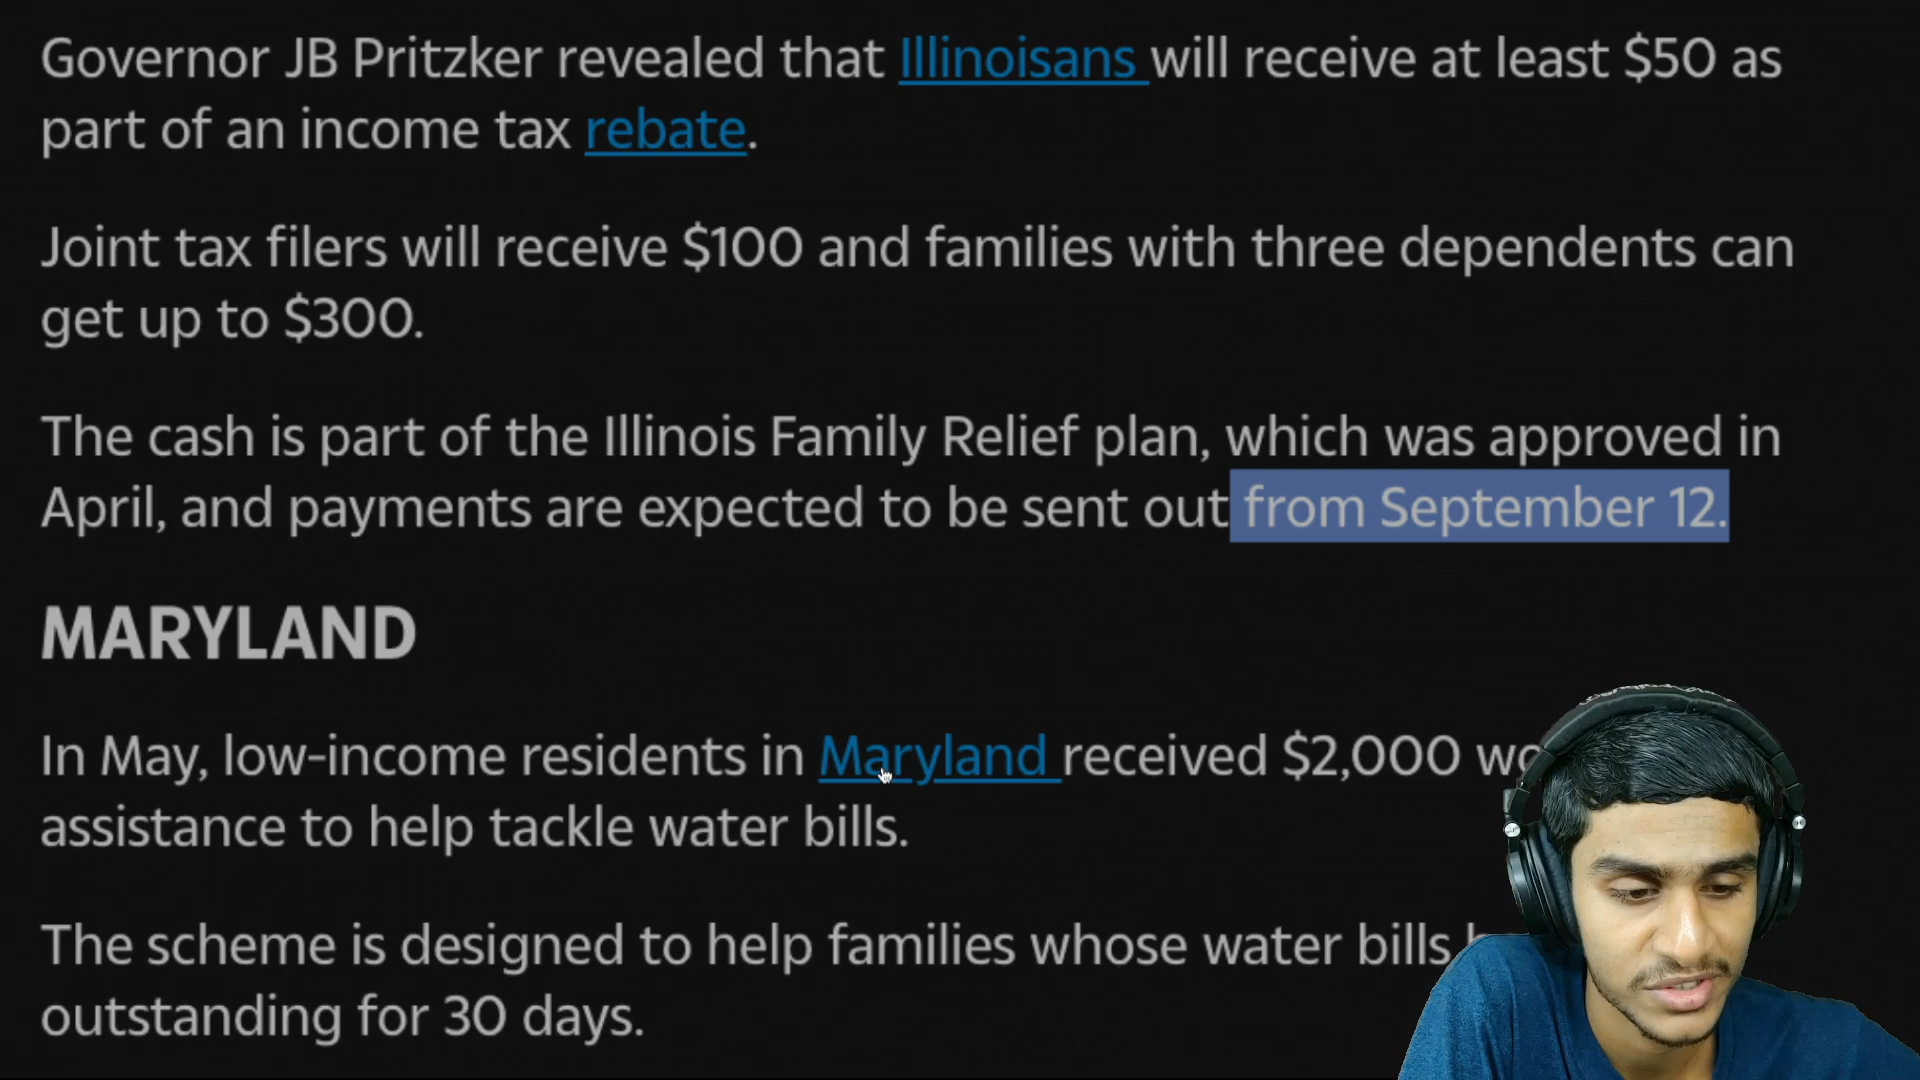 Governor JB Pritzker revealed that Illinoisans will receive at least $50 as
part of an income tax rebate.
Joint tax filers will receive $100 and families with three dependents can
get up to $300.
The cash is part of the Illinois Family Relief plan, which was approved in
April, and payments are expected to be sent out from September 12.
MARYLAND
In May, low-income residents in Maryland received $2,000
assistance to help tackle water bills.
The scheme is designed to help families whose water bills
outstanding for 30 days.